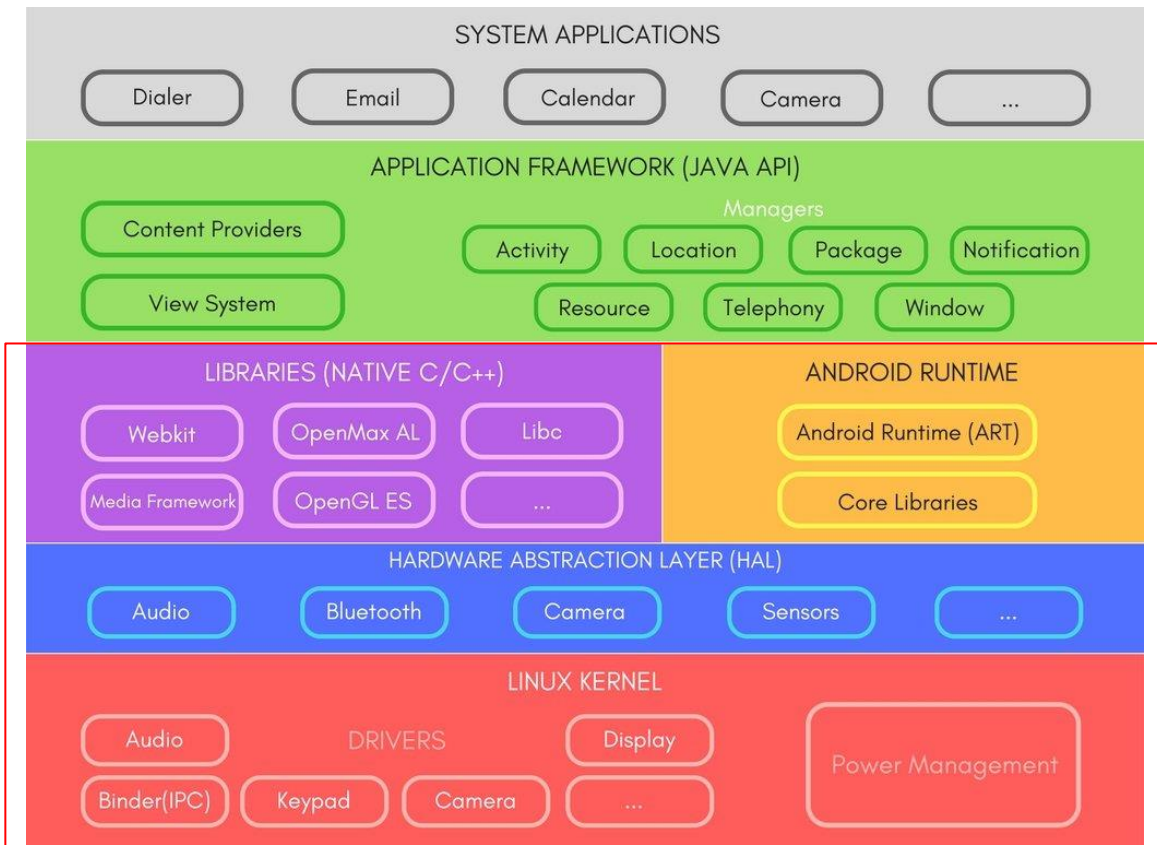 SYSTEM APPLICATIONS
Dialer
Email
Calendar
Camera
...
APPLICATION FRAMEWORK (JAVA API)
Content Providers
View System
Managers
Activity
Location
Package
Notification
Resource
Telephony
Window
LIBRARIES (NATIVE C/C++)
Webkit
OpenMax AL
Libc
Media Framework
OpenGL ES
...
ANDROID RUNTIME
Android Runtime (ART)
Core Libraries
HARDWARE ABSTRACTION LAYER (HAL)
Audio
Bluetooth
Camera
Sensors
...
LINUX KERNEL
Audio
DRIVERS
Display
Binder(IPC)
Keypad
Camera
...
Power Management